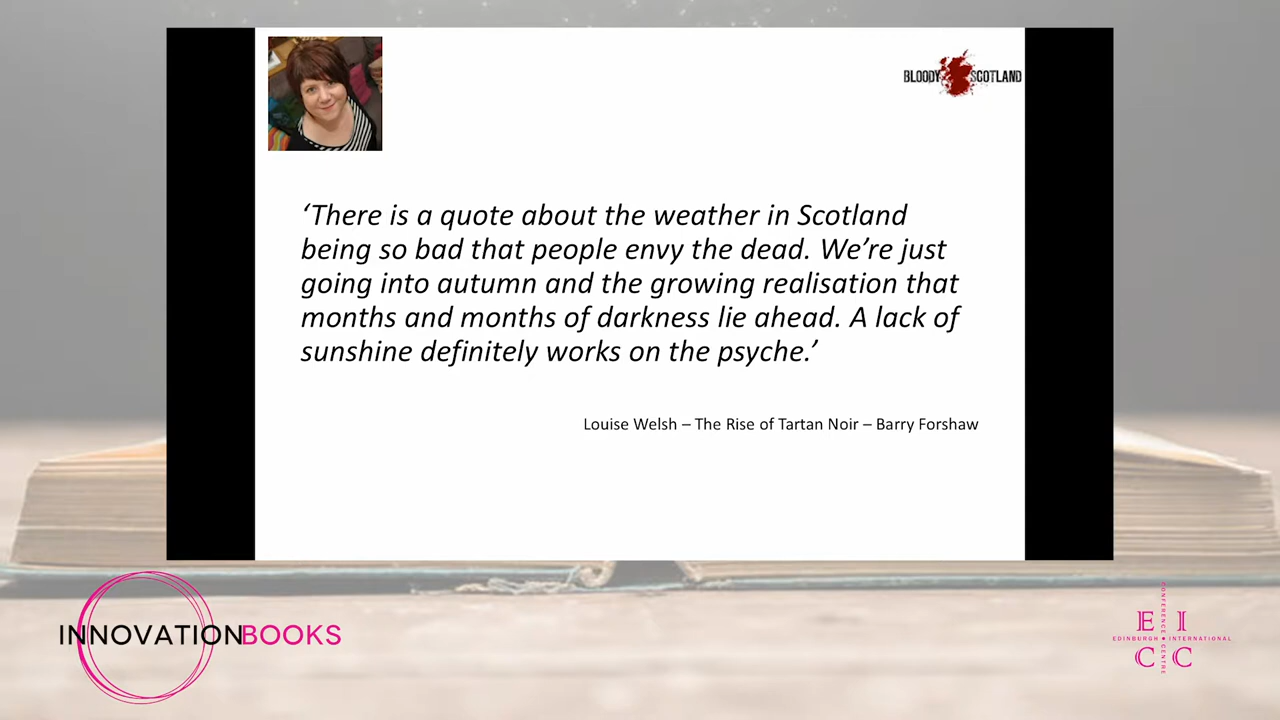 BLOODY SCOTLAND
‘There is a quote about the weather in Scotland
being so bad that people envy the dead. We’re just
going into autumn and the growing realisation that
months and months of darkness lie ahead. A lack of
sunshine definitely works on the psyche.’
Louise Welsh – The Rise of Tartan Noir – Barry Forshaw
INNOVATIONBOOKS
E I
EDINBURGH INTERNATIONAL
C C
CONFERENCE CENTRE